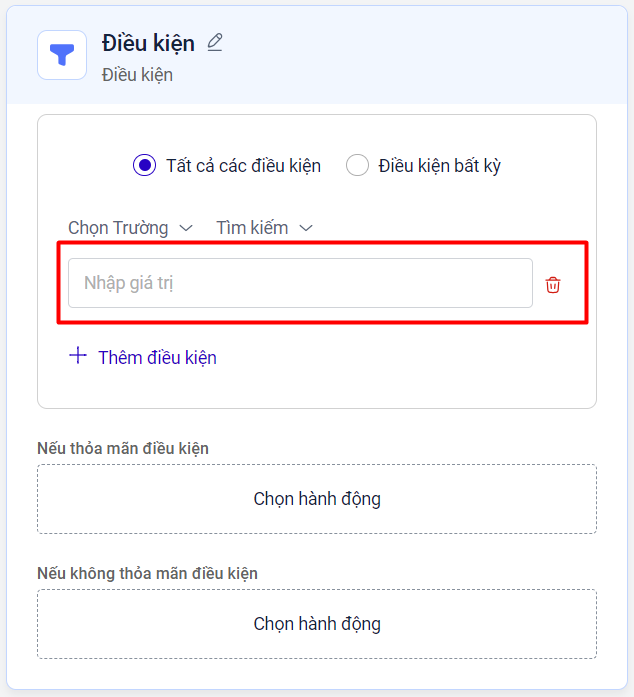 Điều kiện
Điều kiện
Tất cả các điều kiện Điều kiện bất kỳ
Chọn Trường Tìm kiếm
Nhập giá trị
Thêm điều kiện
Nếu thỏa mãn điều kiện
Chọn hành động
Nếu không thỏa mãn điều kiện
Chọn hành động